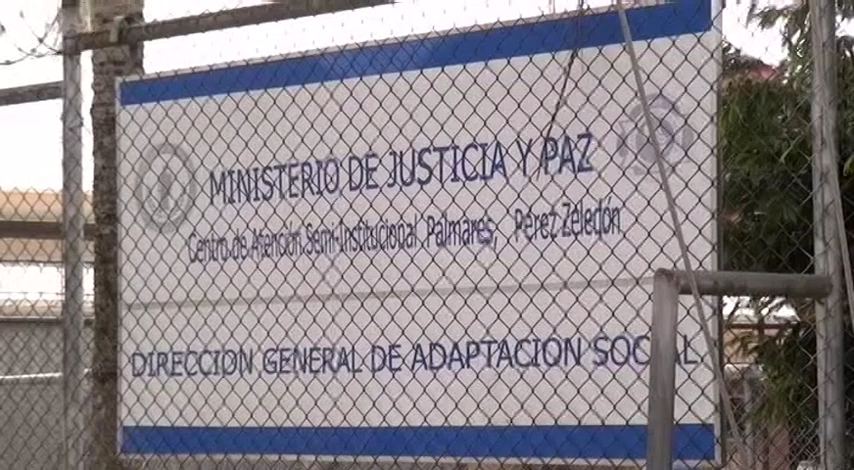 MINISTERIO DE JUSTICIA Y PAZ
Centro de Atención Semi-Institucional Palmares, Pérez Zeledón
DIRECCION GENERAL DE ADAPTACION SOCIAL